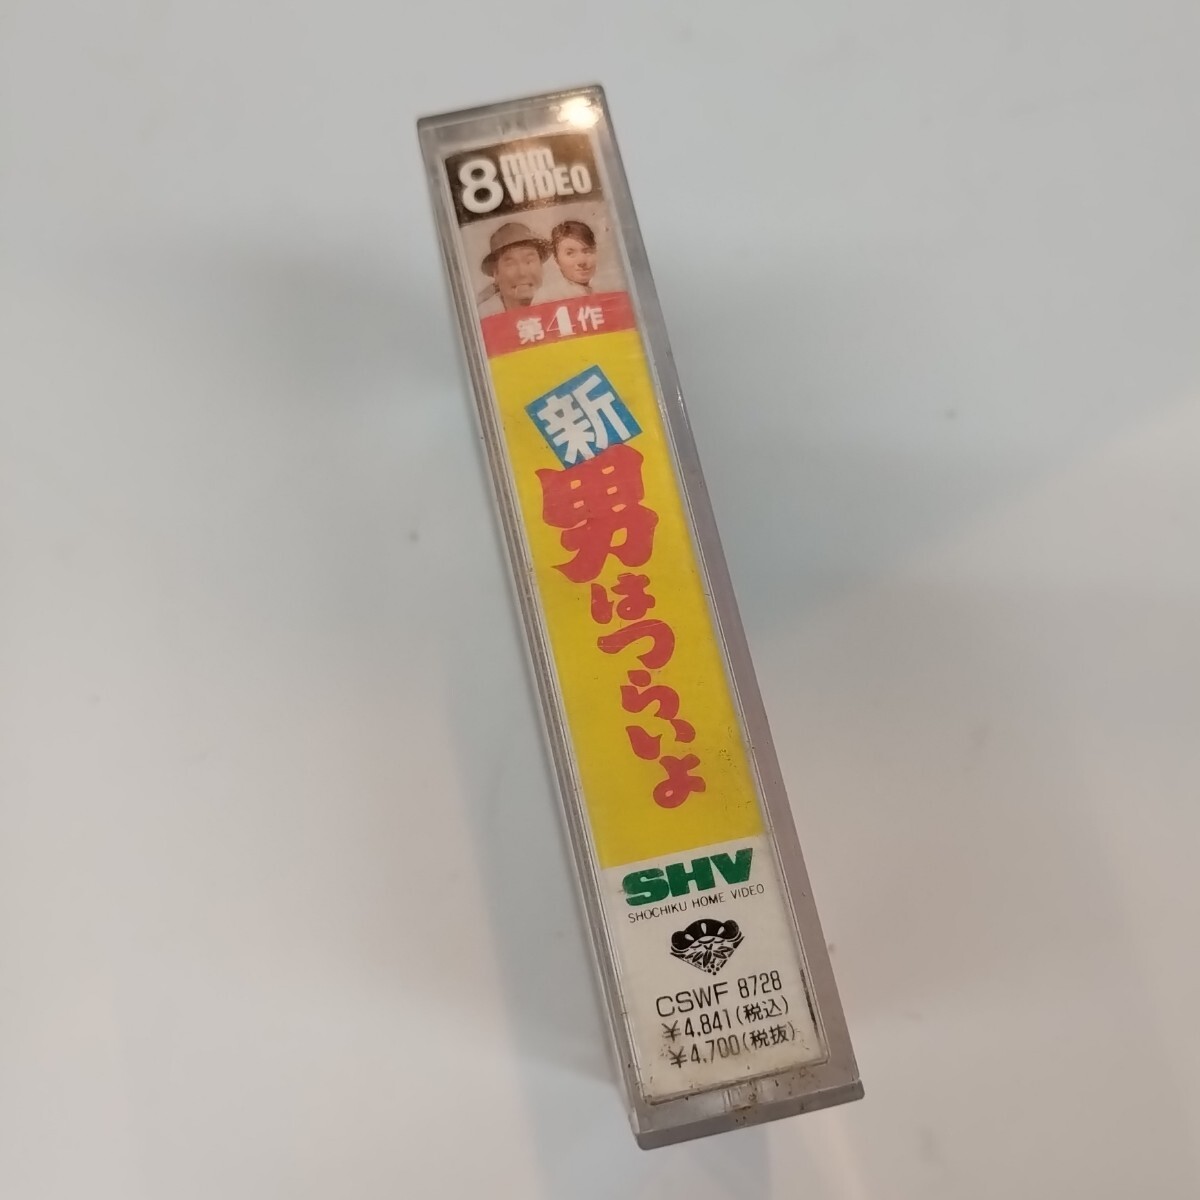 8mm VIDEO
第4作
新
男はつらいよ
SHV
SHOCHIKU HOME VIDEO
CSWF 8728
¥4,841(税込)
¥4,700(税抜)